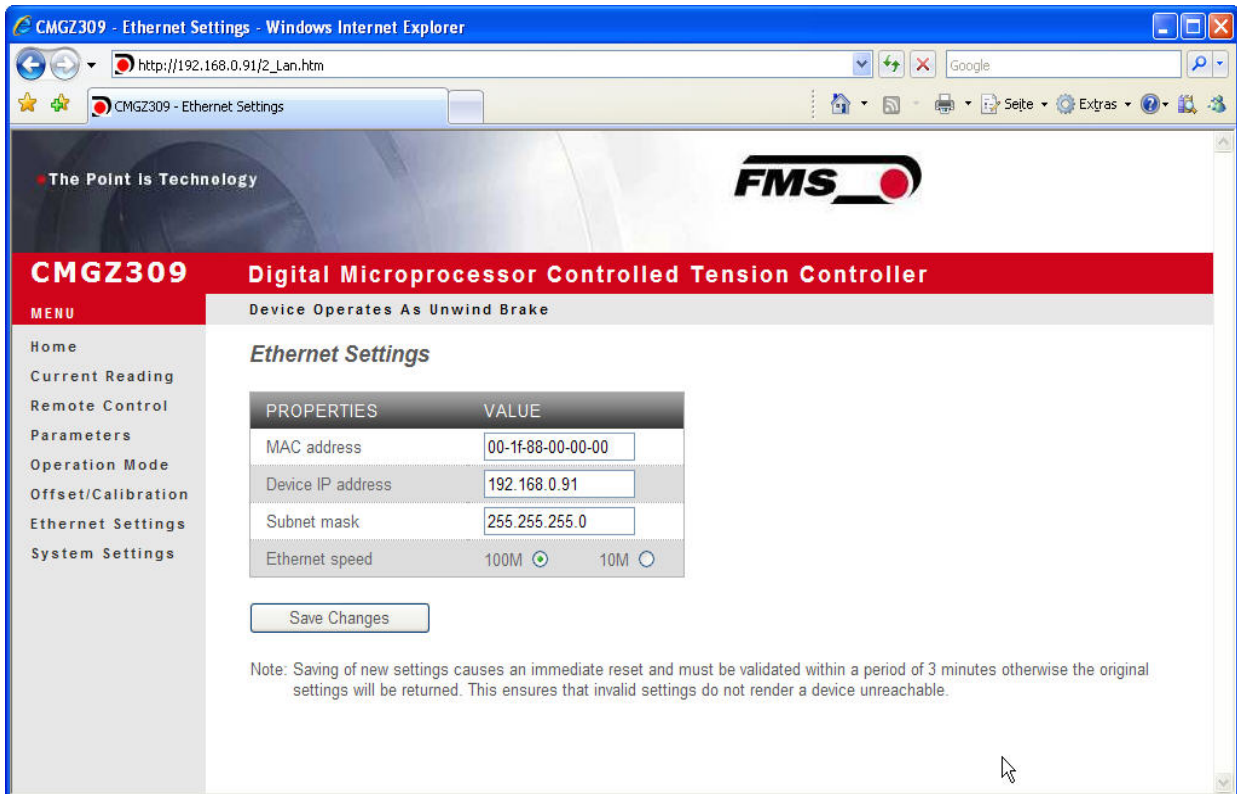 CMGZ309 - Ethernet Settings - Windows Internet Explorer
http://192.168.0.91/2_Lan.htm
Google
CMGZ309 - Ethernet Settings
Seite
Extras
The Point is Technology
FMS
CMGZ309
Digital Microprocessor Controlled Tension Controller
MENU
Device Operates As Unwind Brake
Home
Current Reading
Remote Control
Parameters
Operation Mode
Offset/Calibration
Ethernet Settings
System Settings
Ethernet Settings
PROPERTIES VALUE
MAC address 00-1f-88-00-00-00
Device IP address 192.168.0.91
Subnet mask 255.255.255.0
Ethernet speed 100M 10M
Save Changes
Note: Saving of new settings causes an immediate reset and must be validated within a period of 3 minutes otherwise the original
settings will be returned. This ensures that invalid settings do not render a device unreachable.